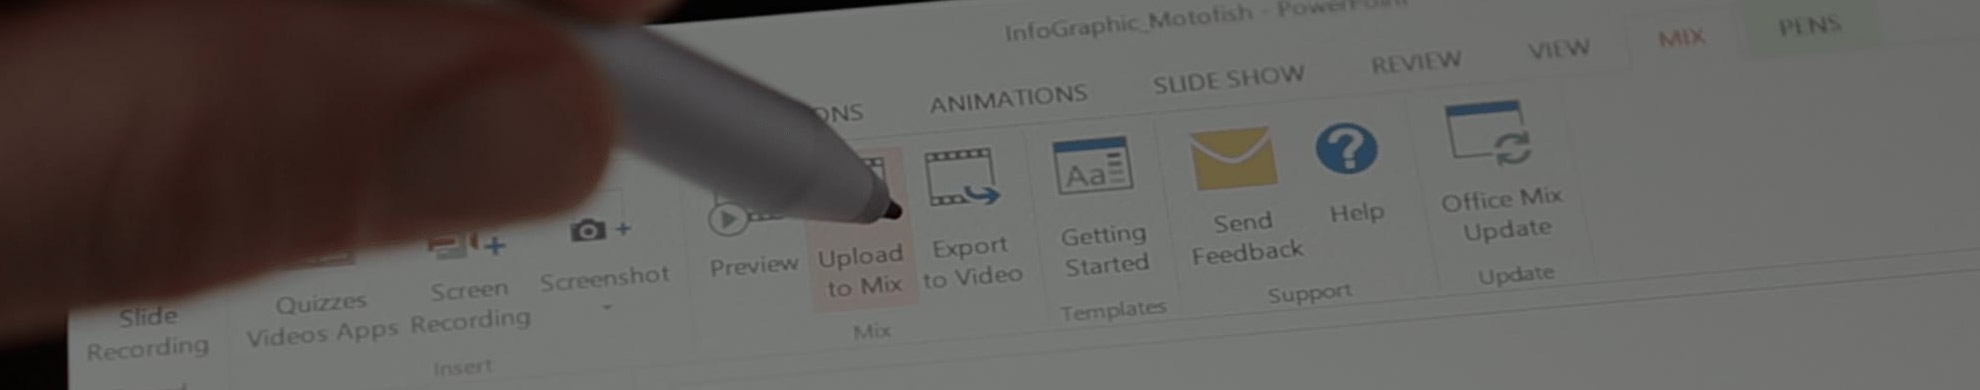 InfoGraphic_Motofish - PowerPoint
ONS ANIMATIONS SLIDE SHOW REVIEW VIEW MIX PENS
Slide
Recording
Quizzes
Videos Apps
Screen
Recording
Screenshot
Insert
Preview
Upload
to Mix
Export
to Video
Mix
Getting
Started
Templates
Send
Feedback
Help
Support
Office Mix
Update
Update